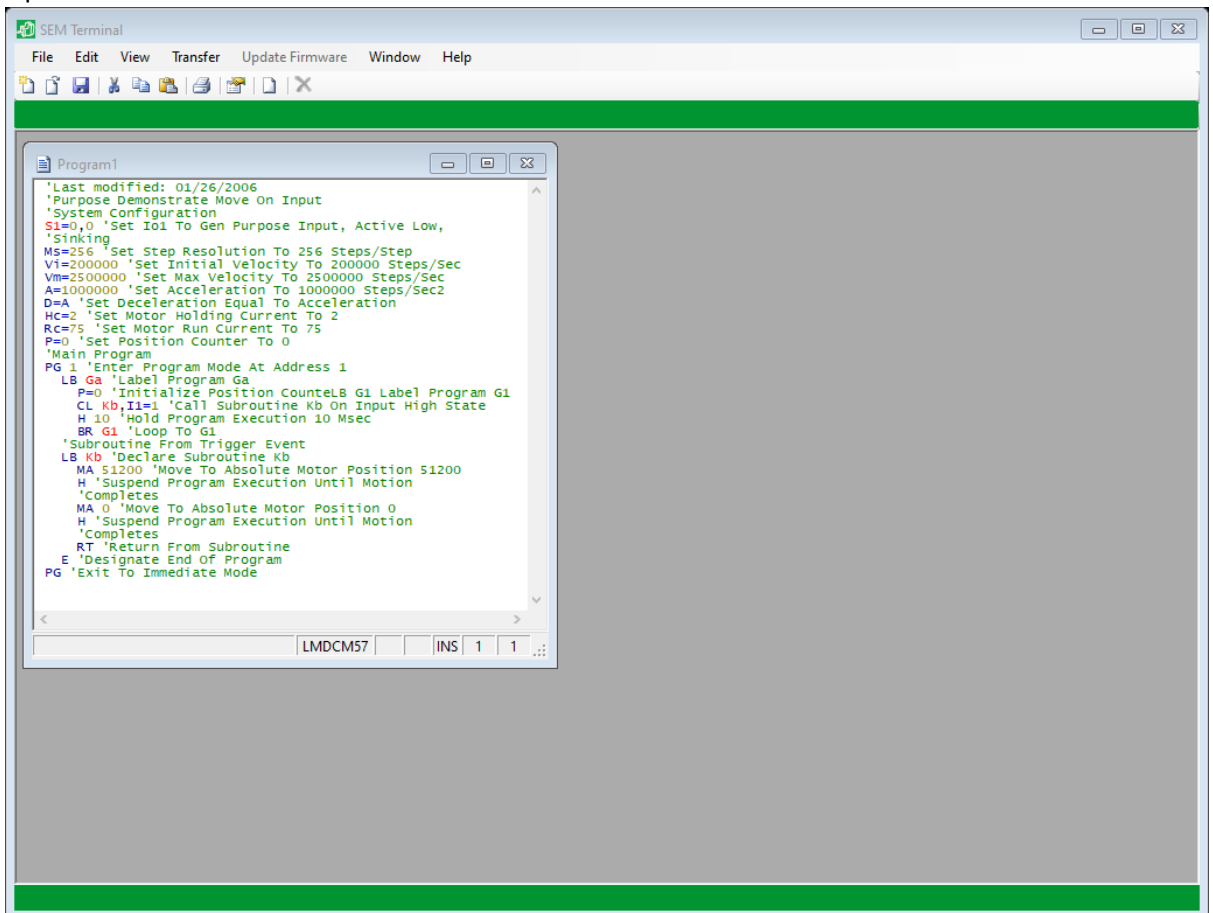 SEM Terminal
File Edit View Transfer Update Firmware Window Help
Program1
'Last modified: 01/26/2006
'Purpose Demonstrate Move On Input
'System Configuration
S1=0,0 'Set Io1 To Gen Purpose Input, Active Low,
'Sinking
Ms=256 'Set Step Resolution To 256 Steps/Step
Vi=200000 'Set Initial Velocity To 200000 Steps/Sec
Vm=2500000 'Set Max Velocity To 2500000 Steps/Sec
A=1000000 'Set Acceleration To 1000000 Steps/Sec2
D=A 'Set Deceleration Equal To Acceleration
Hc=2 'Set Motor Holding Current To 2
Rc=75 'Set Motor Run Current To 75
P=0 'Set Position Counter To 0
'Main Program
PG 1 'Enter Program Mode At Address 1
LB Ga 'Label Program Ga
P=0 'Initialize Position CounteLB G1 Label Program G1
CL Kb,I1=1 'Call Subroutine Kb On Input High State
H 10 'Hold Program Execution 10 Msec
BR G1 'Loop To G1
'Subroutine From Trigger Event
LB Kb 'Declare Subroutine Kb
MA 51200 'Move To Absolute Motor Position 51200
H 'Suspend Program Execution Until Motion
'Completes
MA 0 'Move To Absolute Motor Position 0
H 'Suspend Program Execution Until Motion
'Completes
RT 'Return From Subroutine
E 'Designate End Of Program
PG 'Exit To Immediate Mode
LMDCM57 INS 1 1